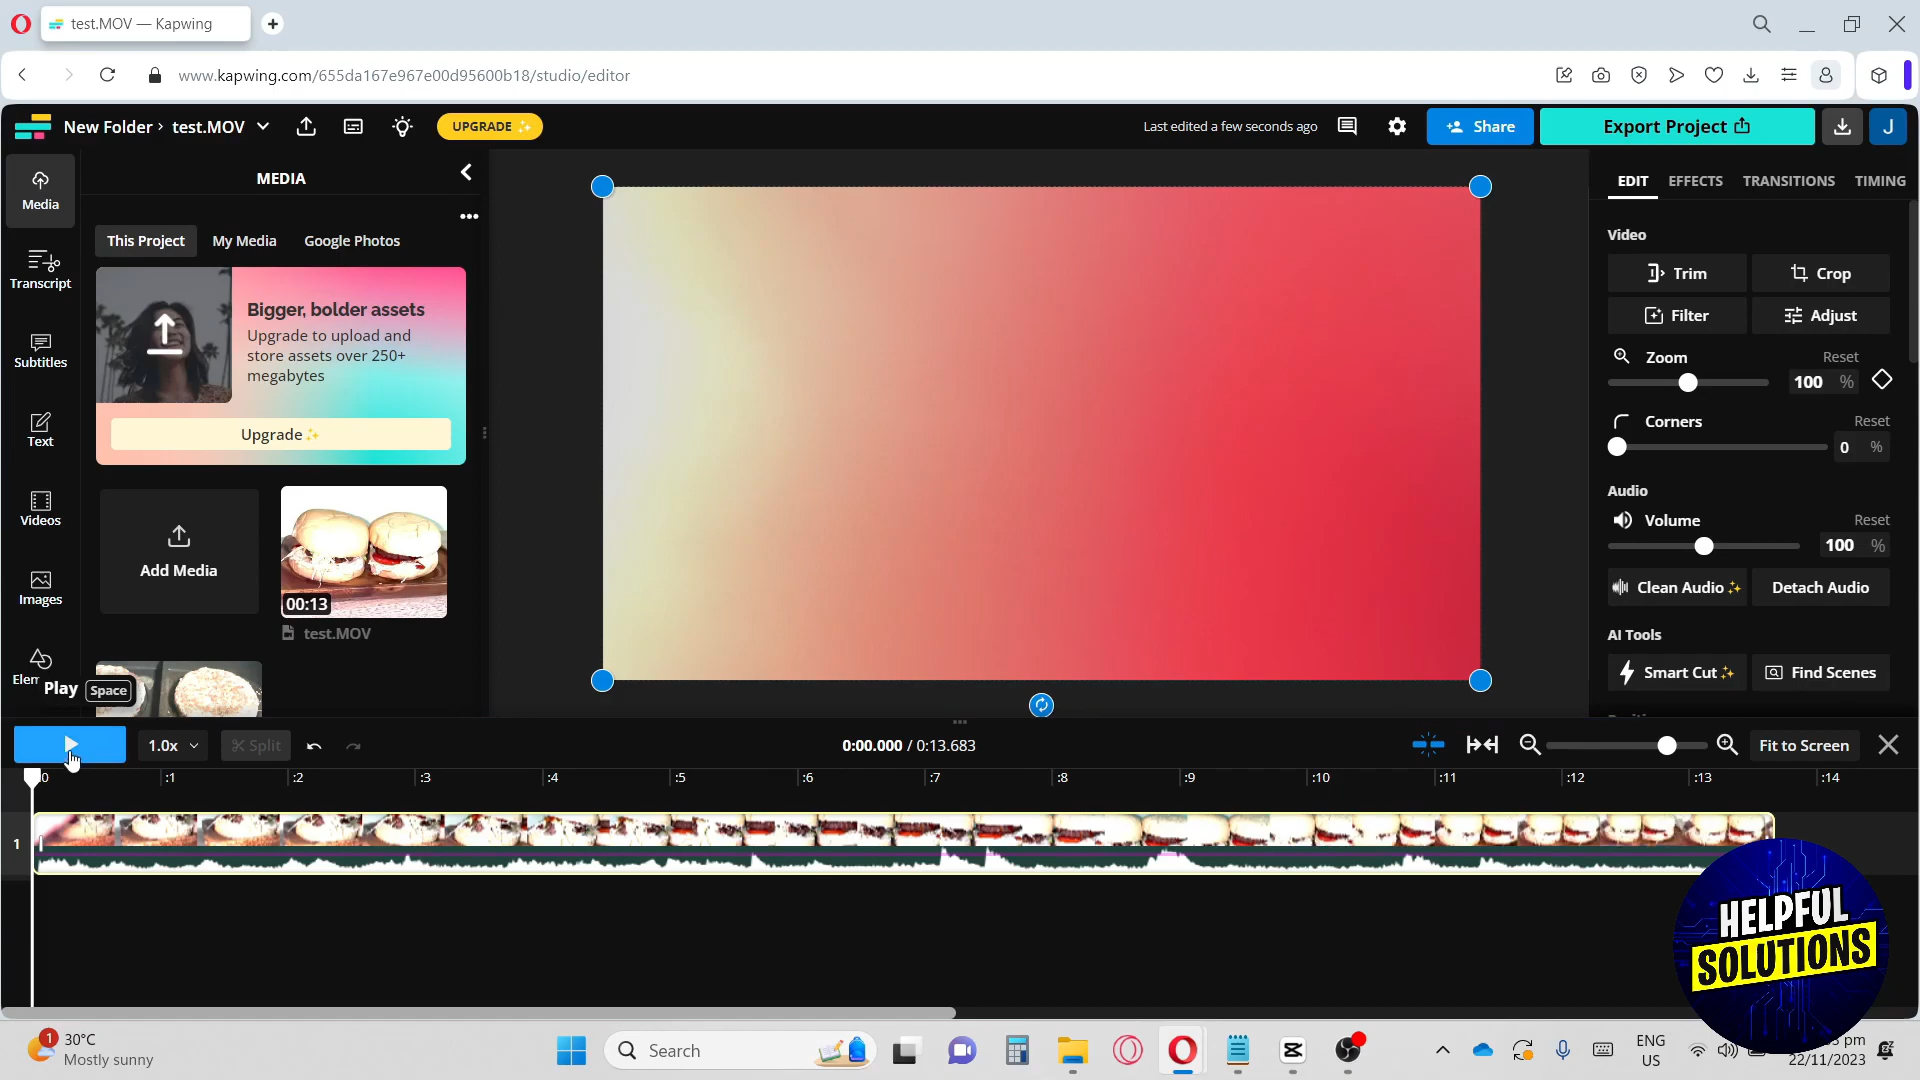 test.MOV — Kapwing
www.kapwing.com/655da167e967e00d95600b18/studio/editor
New Folder › test.MOV
UPGRADE
Last edited a few seconds ago
Share
Export Project
J
Media
Transcript
Subtitles
Text
Videos
Images
Elem
MEDIA
This Project
My Media
Google Photos
Bigger, bolder assets
Upgrade to upload and
store assets over 250+
megabytes
Upgrade
Add Media
00:13
test.MOV
EDIT
EFFECTS
TRANSITIONS
TIMING
Video
Trim
Crop
Filter
Adjust
Zoom
Reset
100 %
Corners
Reset
0 %
Audio
Volume
Reset
100 %
Clean Audio
Detach Audio
AI Tools
Smart Cut
Find Scenes
Play Space
1.0x
Split
0:00.000 / 0:13.683
Fit to Screen
:0 :1 :2 :3 :4 :5 :6 :7 :8 :9 :10 :11 :12 :13 :14
1
HELPFUL
SOLUTIONS
1
30°C
Mostly sunny
Search
ENG
US
pm
22/11/2023